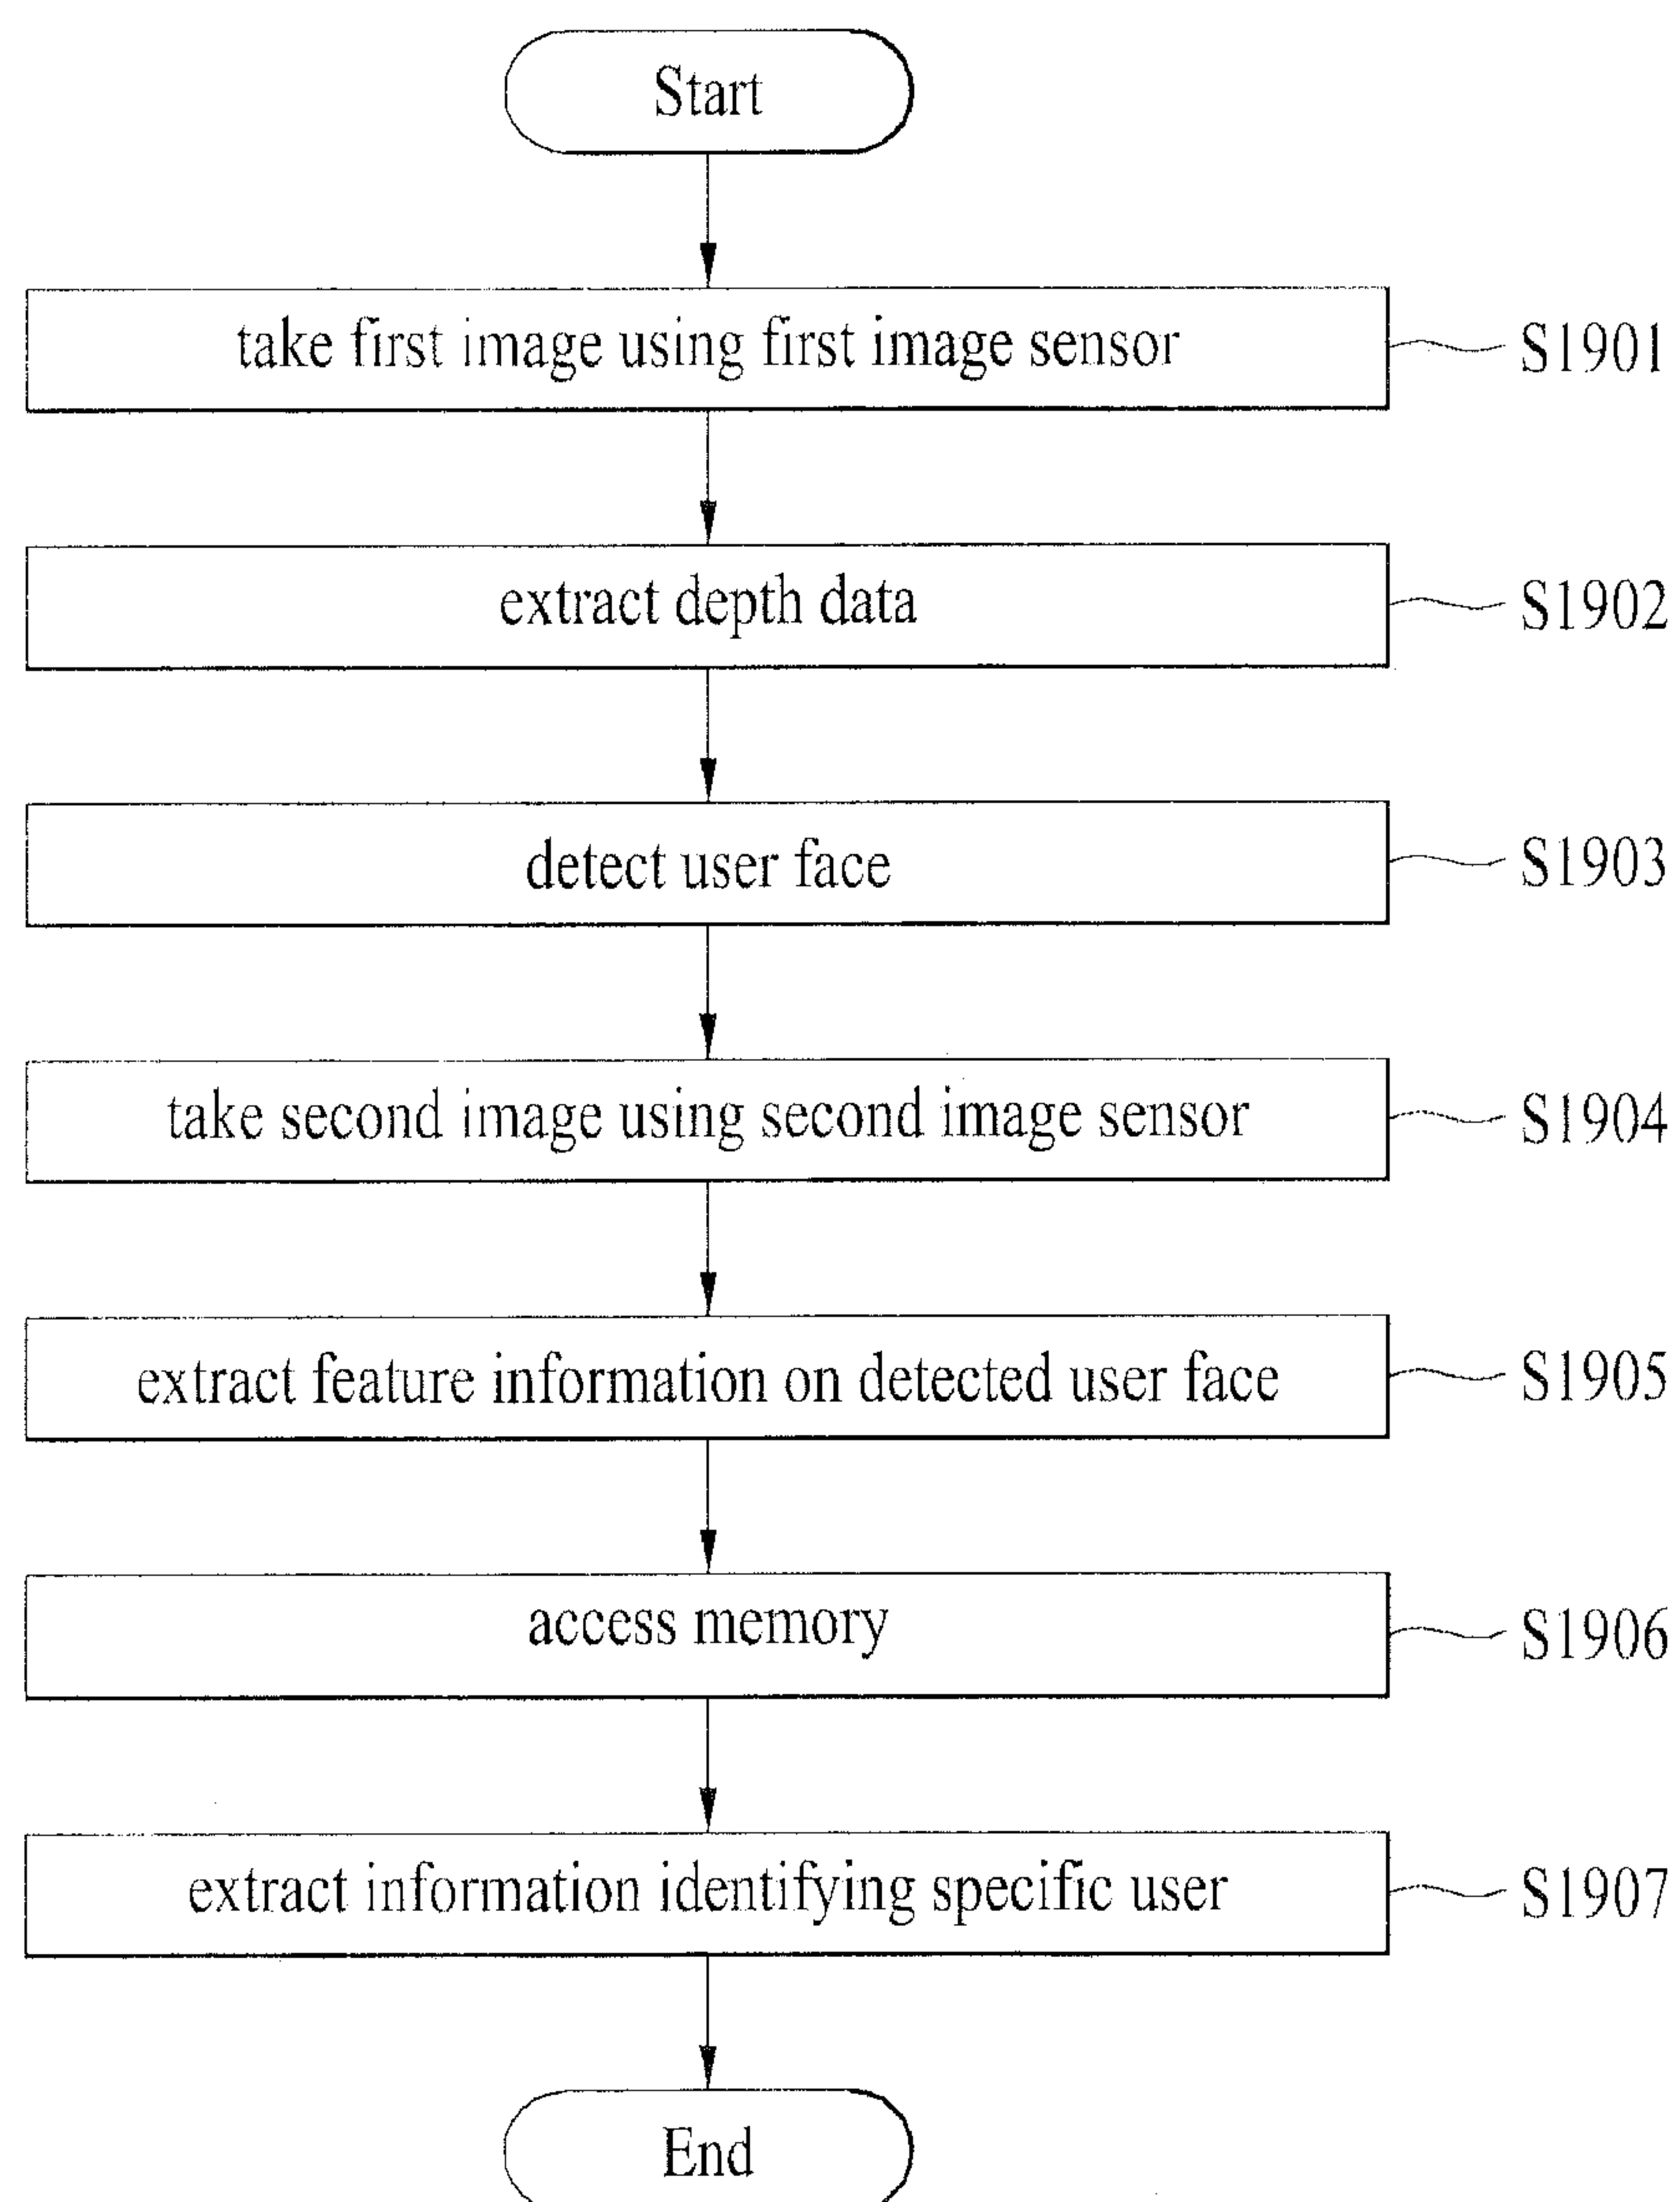 Start
take first image using first image sensor
S1901
extract depth data
S1902
detect user face
S1903
take second image using second image sensor
S1904
extract feature information on detected user face
S1905
access memory
S1906
extract information identifying specific user
S1907
End